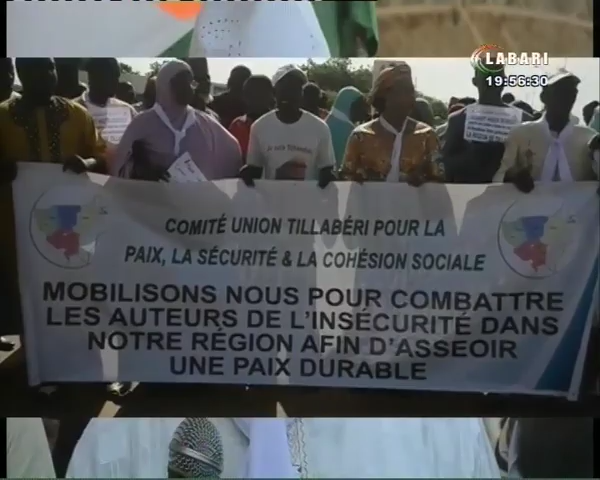 LABARI
19:56:30
COMITÉ UNION TILLABÉRI POUR LA
PAIX, LA SÉCURITÉ & LA COHÉSION SOCIALE
MOBILISONS NOUS POUR COMBATTRE
LES AUTEURS DE L'INSÉCURITÉ DANS
NOTRE RÉGION AFIN D'ASSEOIR
UNE PAIX DURABLE